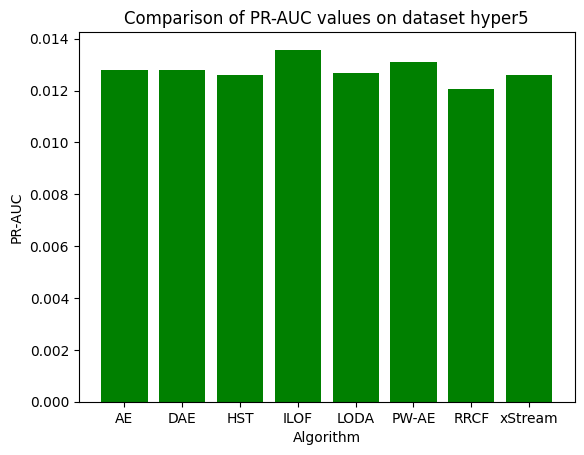 Comparison of PR-AUC values on dataset hyper5
0.014
0.012
0.010
0.008
0.006
0.004
0.002
0.000
PR-AUC
AE DAE HST ILOF LODA PW-AE RRCF xStream
Algorithm